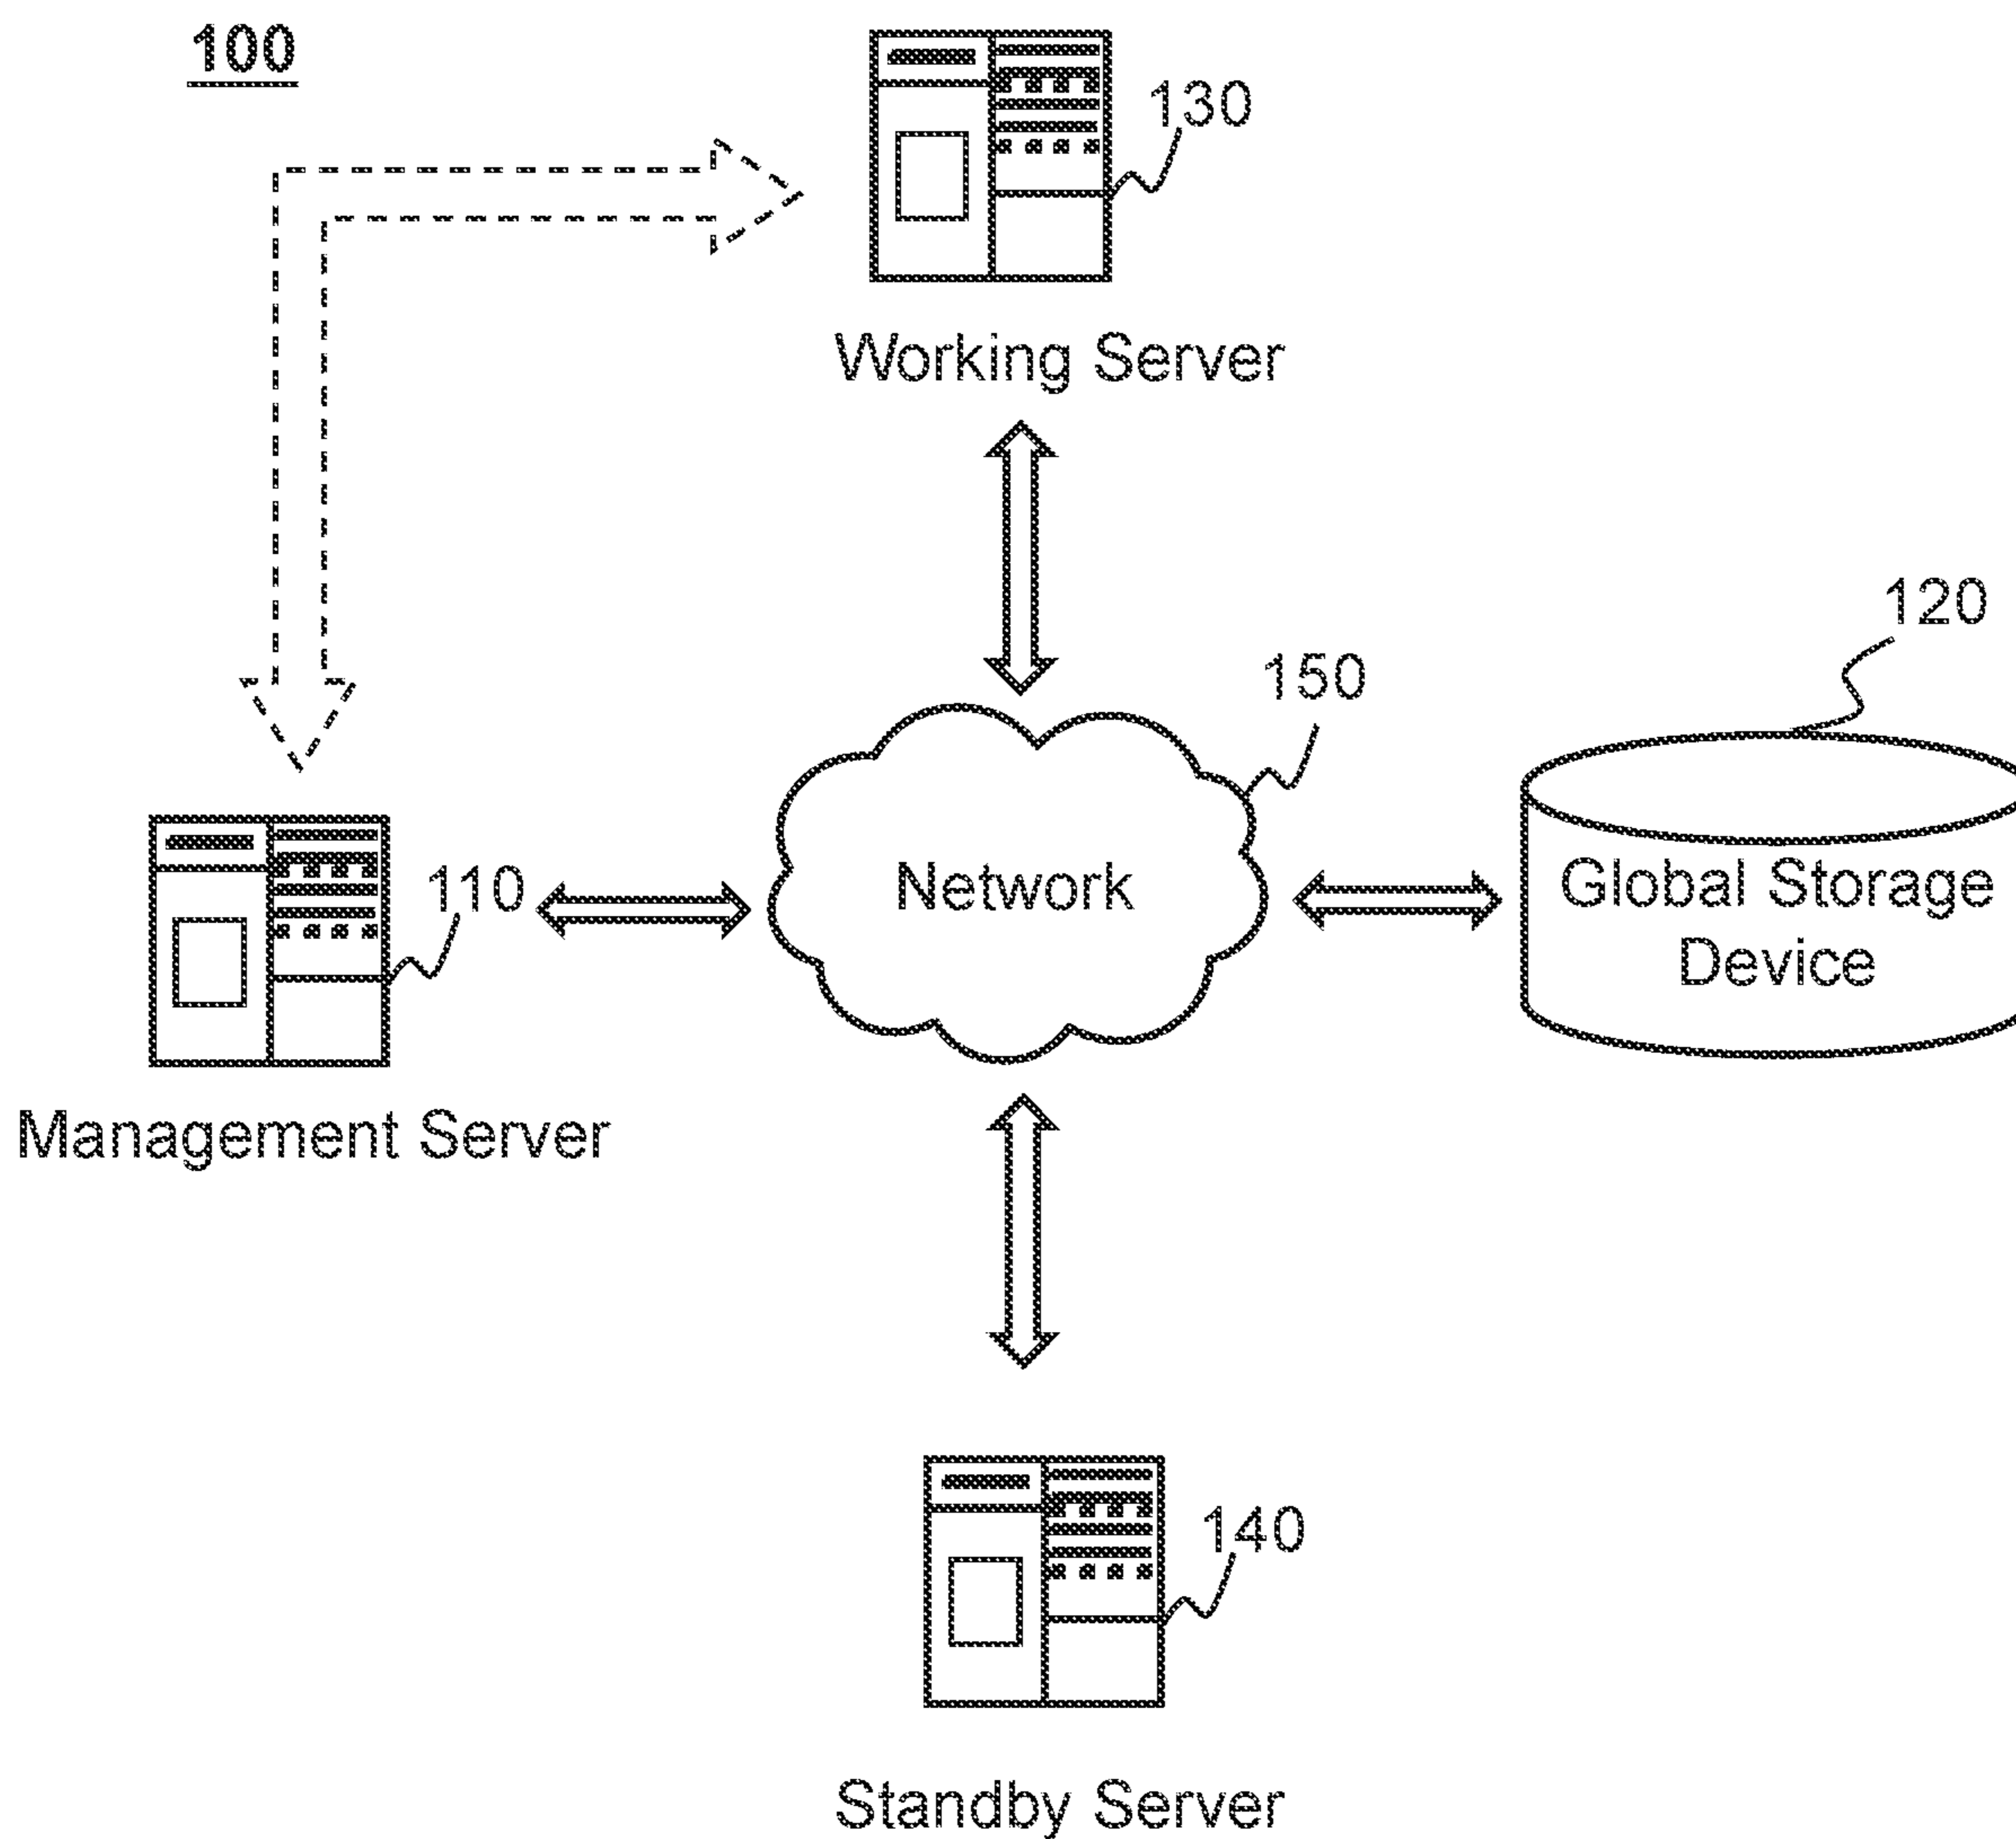 100
130
Working Server
120
150
110
Network
Global Storage
Device
Management Server
140
Standby Server